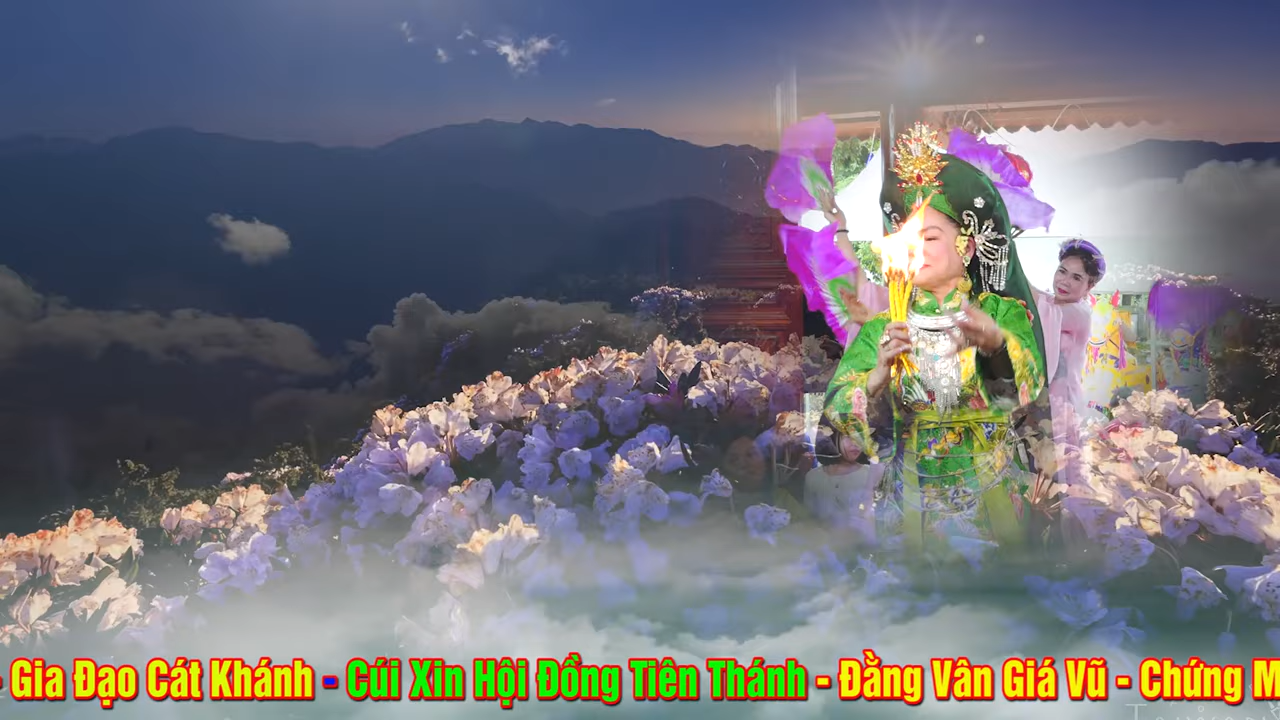 - Gia Đạo Cát Khánh - Cúi Xin Hội Đồng Tiên Thánh - Đằng Vân Giá Vũ - Chứng M